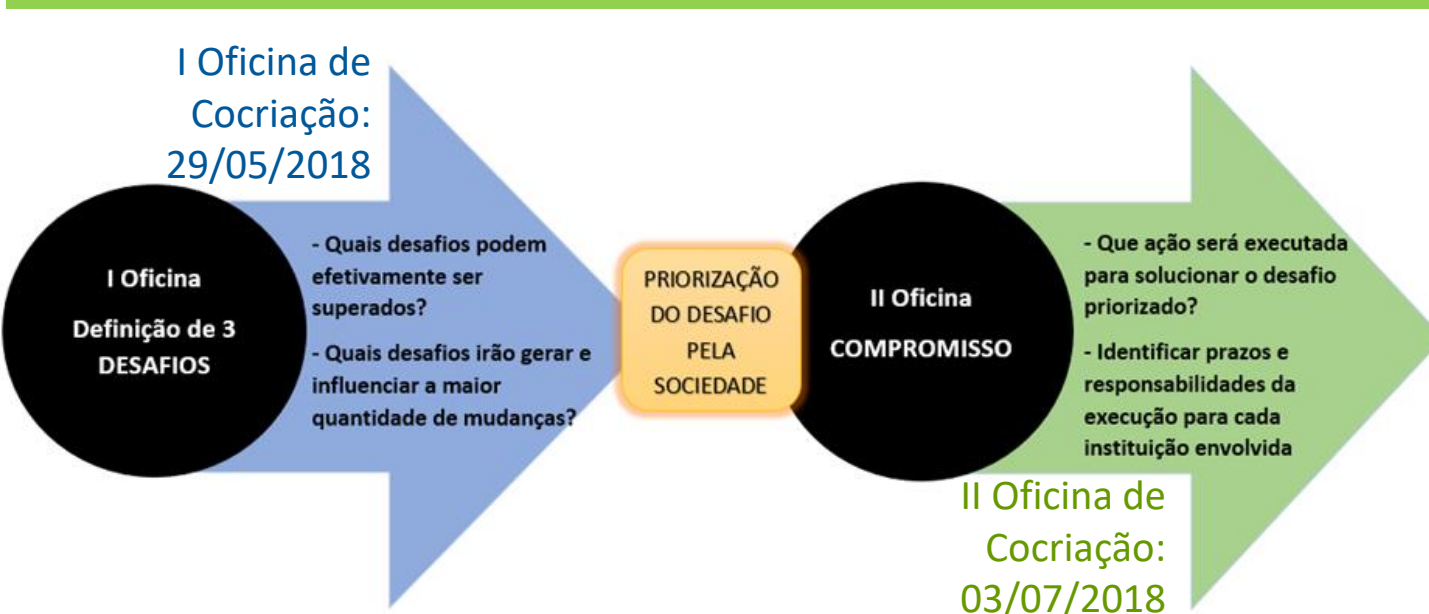 I Oficina de
Cocriação:
29/05/2018
I Oficina
Definição de 3
DESAFIOS
- Quais desafios podem
efetivamente ser
superados?
- Quais desafios irão gerar e
influenciar a maior
quantidade de mudanças?
PRIORIZAÇÃO
DO DESAFIO
PELA
SOCIEDADE
II Oficina
COMPROMISSO
- Que ação será executada
para solucionar o desafio
priorizado?
- Identificar prazos e
responsabilidades da
execução para cada
instituição envolvida
II Oficina de
Cocriação:
03/07/2018